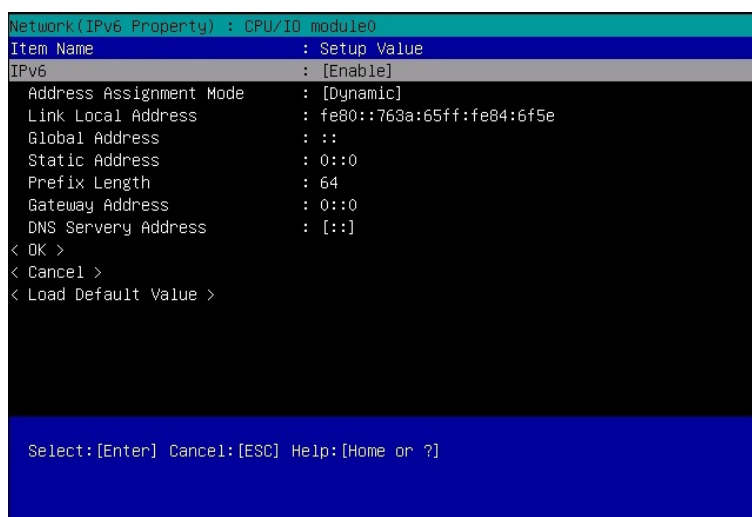 Network(IPv6 Property) : CPU/IO module0
Item Name : Setup Value
IPv6 : [Enable]
Address Assignment Mode : [Dynamic]
Link Local Address : fe80::763a:65ff:fe84:6f5e
Global Address : ::
Static Address : 0::0
Prefix Length : 64
Gateway Address : 0::0
DNS Servery Address : [::]
< OK >
< Cancel >
< Load Default Value >
Select:[Enter] Cancel:[ESC] Help:[Home or ?]